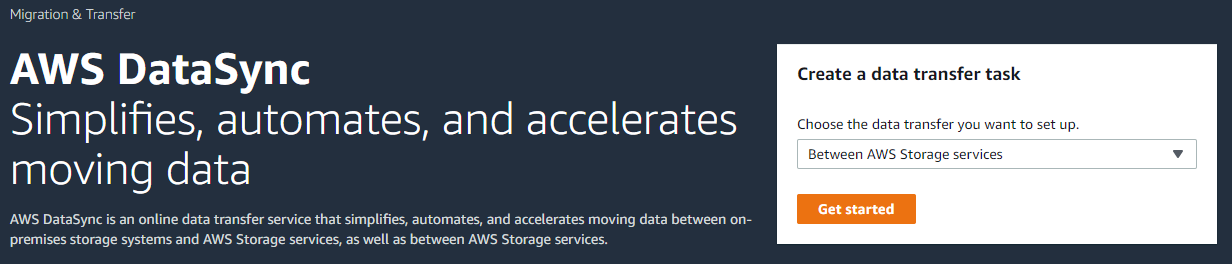 Migration & Transfer
AWS DataSync
Simplifies, automates, and accelerates
moving data
AWS DataSync is an online data transfer service that simplifies, automates, and accelerates moving data between on-
premises storage systems and AWS Storage services, as well as between AWS Storage services.
Create a data transfer task
Choose the data transfer you want to set up.
Between AWS Storage services
Get started